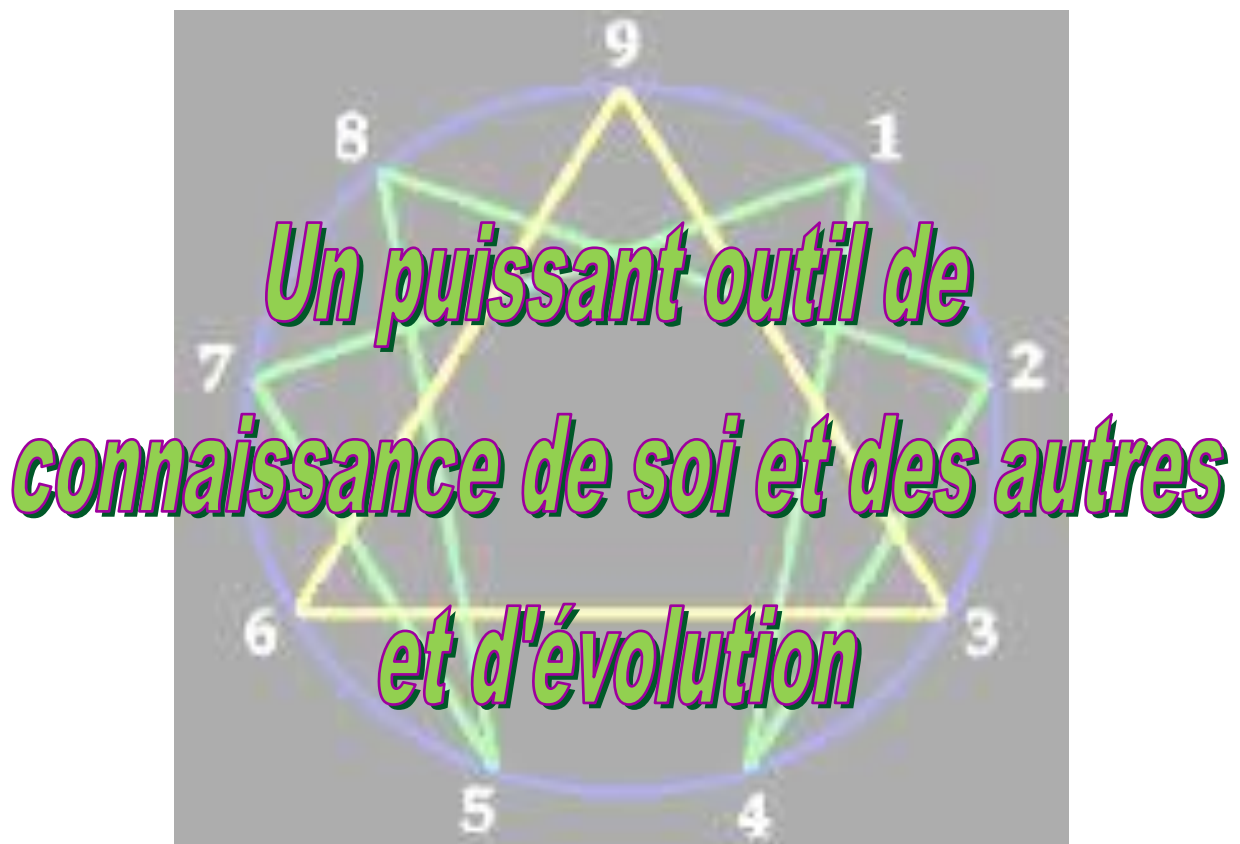 9
8 1
Un puissant outil de
7 2
connaissance de soi et des autres
6 3
et d'évolution
5 4